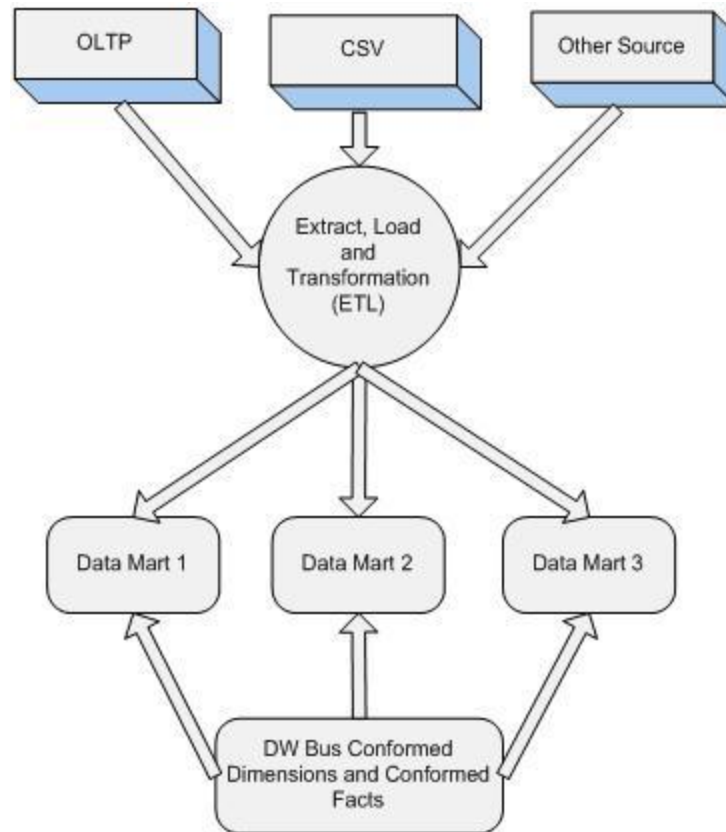 OLTP
CSV
Other Source
Extract, Load
and
Transformation
(ETL)
Data Mart 1
Data Mart 2
Data Mart 3
DW Bus Conformed
Dimensions and Conformed
Facts